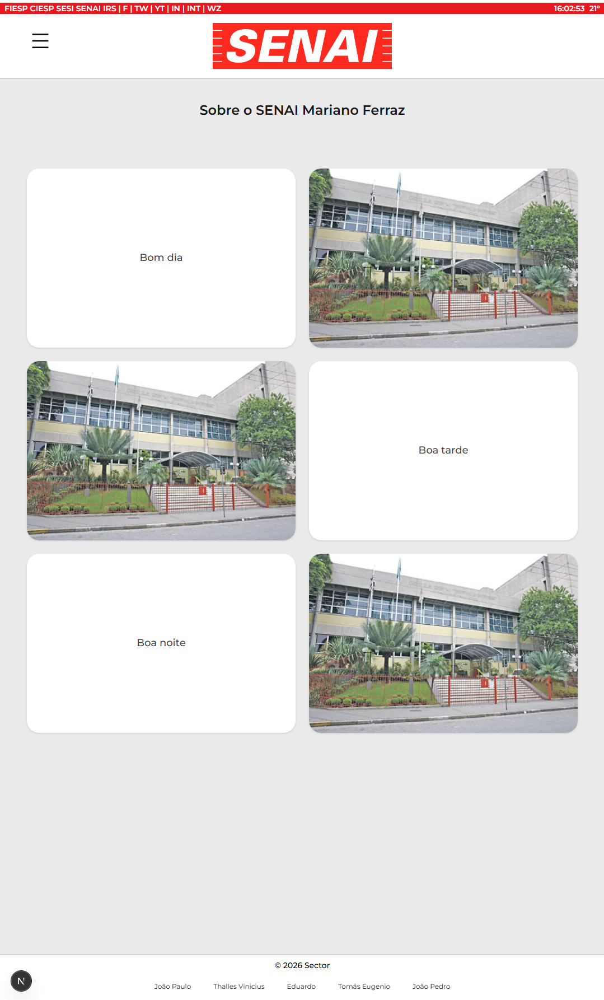 FIESP CIESP SESI SENAI IRS | F | TW | YT | IN | INT | WZ
16:02:53 21°
SENAI
Sobre o SENAI Mariano Ferraz
Bom dia
Boa tarde
Boa noite
© 2026 Sector
N
João Paulo Thalles Vinicius Eduardo Tomás Eugenio João Pedro